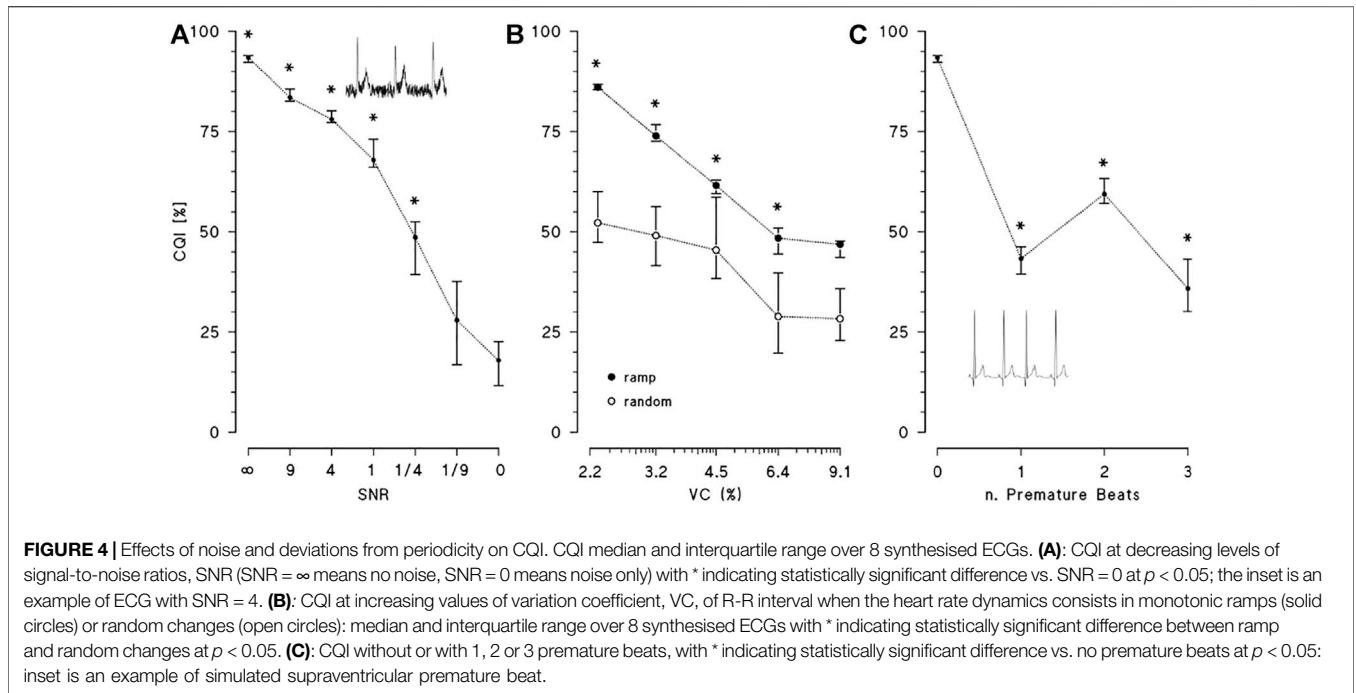 A
100
75
50
25
0
CQI [%]
*
*
*
*
*
∞ 9 4 1 1/4 1/9 0
SNR
B
100
75
50
25
0
*
*
*
*
ramp
random
2.2 3.2 4.5 6.4 9.1
VC (%)
C
100
75
50
25
0
*
*
*
0 1 2 3
n. Premature Beats
FIGURE 4 | Effects of noise and deviations from periodicity on CQI. CQI median and interquartile range over 8 synthesised ECGs. (A): CQI at decreasing levels of
signal-to-noise ratios, SNR (SNR = ∞ means no noise, SNR = 0 means noise only) with * indicating statistically significant difference vs. SNR = 0 at p < 0.05; the inset is an
example of ECG with SNR = 4. (B): CQI at increasing values of variation coefficient, VC, of R-R interval when the heart rate dynamics consists in monotonic ramps (solid
circles) or random changes (open circles): median and interquartile range over 8 synthesised ECGs with * indicating statistically significant difference between ramp
and random changes at p < 0.05. (C): CQI without or with 1, 2 or 3 premature beats, with * indicating statistically significant difference vs. no premature beats at p < 0.05:
inset is an example of simulated supraventricular premature beat.